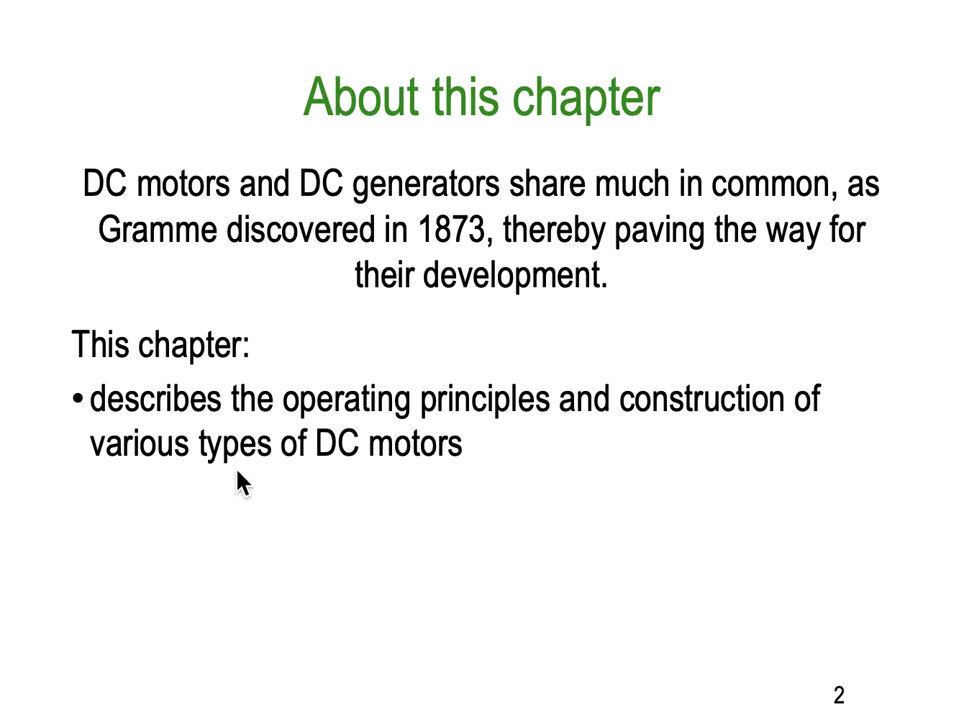 About this chapter
DC motors and DC generators share much in common, as
Gramme discovered in 1873, thereby paving the way for
their development.
This chapter:
• describes the operating principles and construction of
various types of DC motors
2